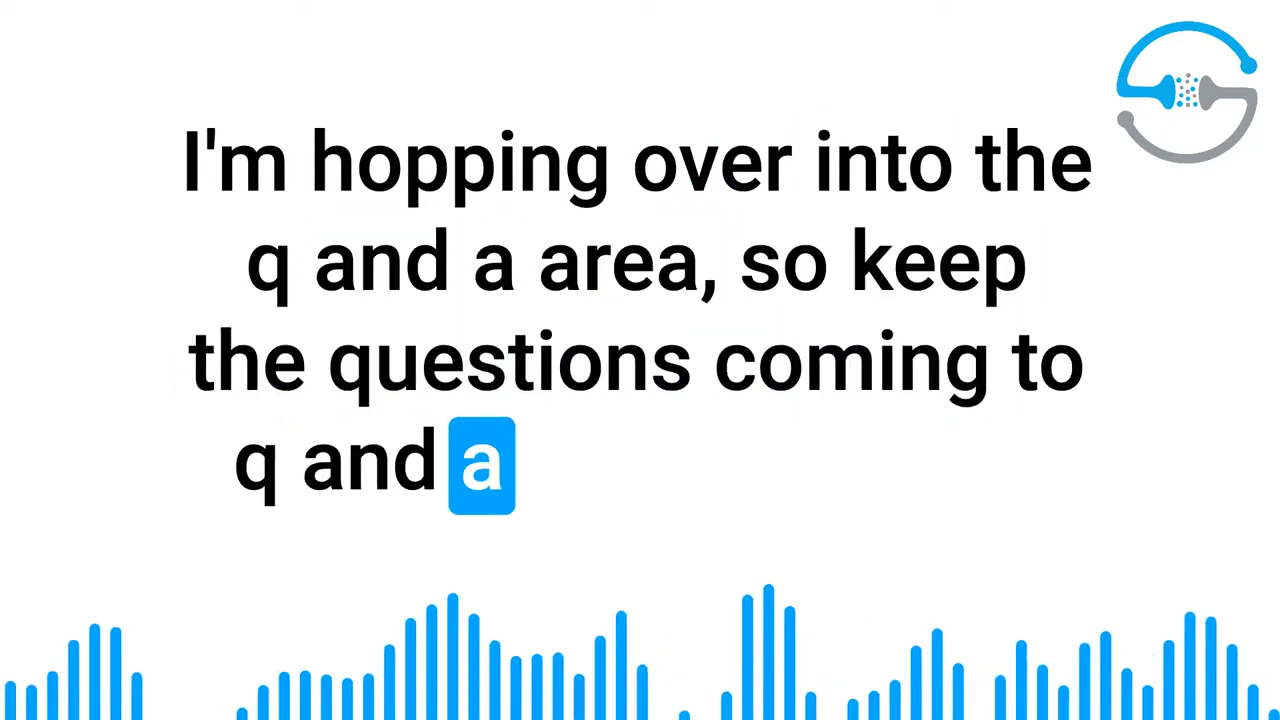 I'm hopping over into the
q and a area, so keep
the questions coming to
q and a